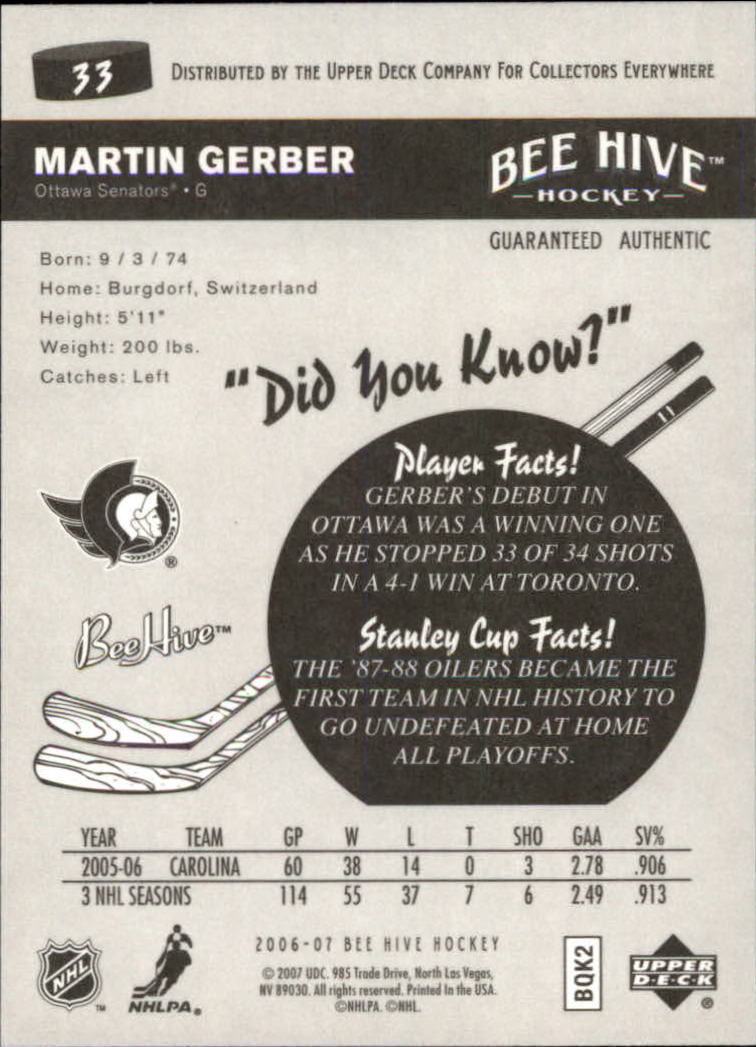 33
DISTRIBUTED BY THE UPPER DECK COMPANY FOR COLLECTORS EVERYWHERE
MARTIN GERBER
Ottawa Senators® • G
BEE HIVE™
HOCKEY
GUARANTEED AUTHENTIC
Born: 9 / 3 / 74
Home: Burgdorf, Switzerland
Height: 5'11"
Weight: 200 lbs.
Catches: Left
"Did You Know?"
Player Facts!
GERBER'S DEBUT IN
OTTAWA WAS A WINNING ONE
AS HE STOPPED 33 OF 34 SHOTS
IN A 4-1 WIN AT TORONTO.
®
BeeHive™
Stanley Cup Facts!
THE '87-88 OILERS BECAME THE
FIRST TEAM IN NHL HISTORY TO
GO UNDEFEATED AT HOME
ALL PLAYOFFS.
YEAR TEAM GP W L T SHO GAA SV%
2005-06 CAROLINA 60 38 14 0 3 2.78 .906
3 NHL SEASONS 114 55 37 7 6 2.49 .913
2006-07 BEE HIVE HOCKEY
© 2007 UDC. 985 Trade Drive, North Las Vegas,
NV 89030. All rights reserved. Printed in the USA.
©NHLPA. ©NHL.
NHL™
NHLPA®
BQK2
UPPER
D·E·C·K®